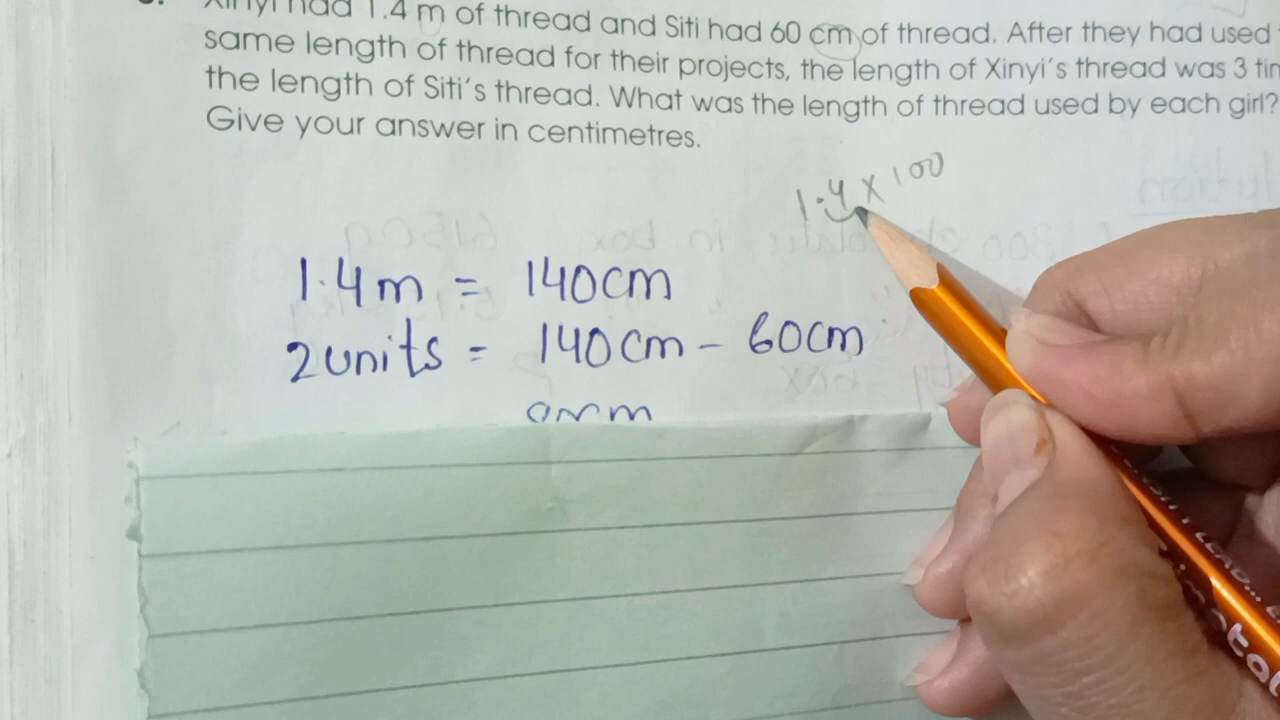 Xinyi had 1.4 m of thread and Siti had 60 cm of thread. After they had used
same length of thread for their projects, the length of Xinyi's thread was 3
the length of Siti's thread. What was the length of thread used by each girl?
Give your answer in centimetres.
1.4 x 100
1.4m = 140cm
2 units = 140cm - 60cm